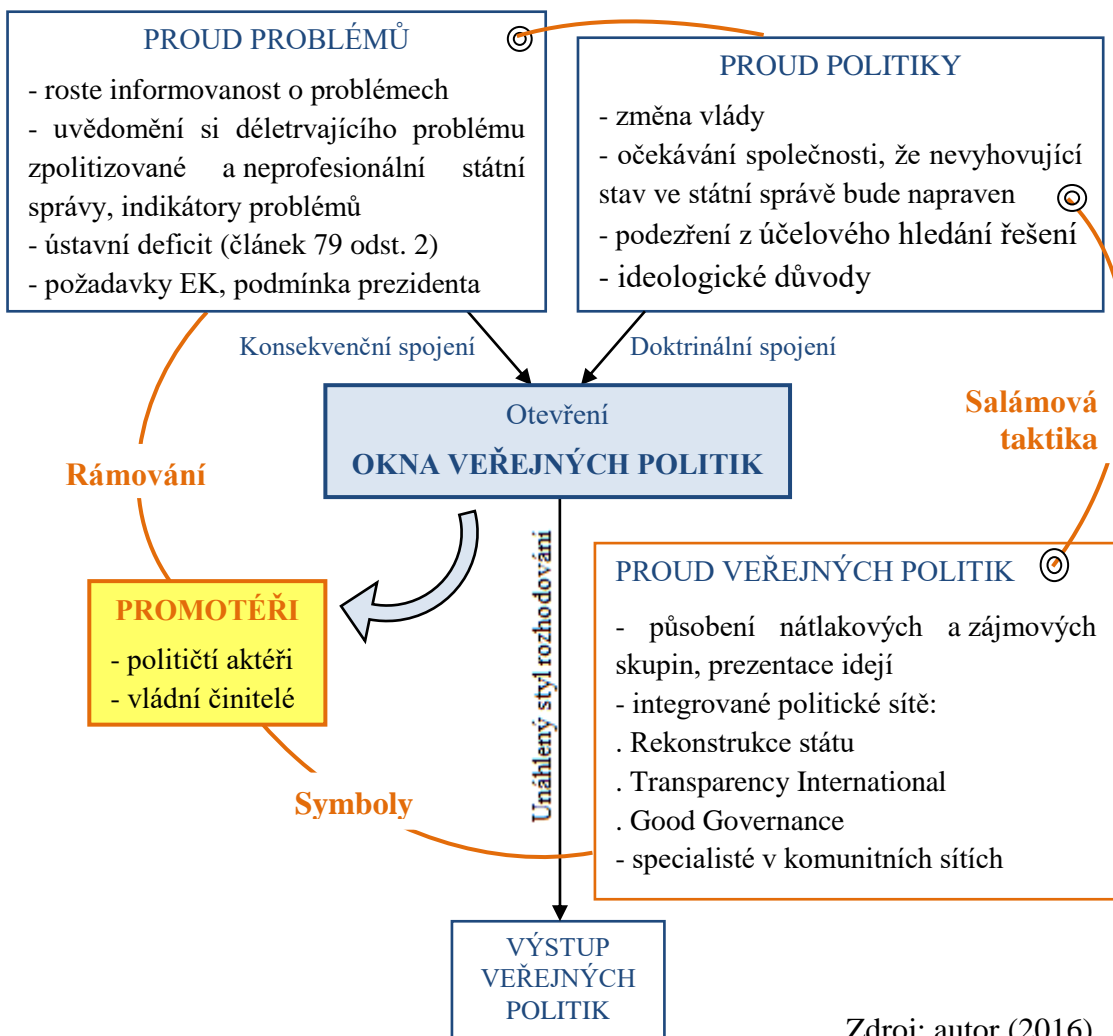 PROUD PROBLÉMŮ
- roste informovanost o problémech
- uvědomění si déletrvajícího problému
zpolitizované a neprofesionální státní
správy, indikátory problémů
- ústavní deficit (článek 79 odst. 2)
- požadavky EK, podmínka prezidenta
PROUD POLITIKY
- změna vlády
- očekávání společnosti, že nevyhovující
stav ve státní správě bude napraven
- podezření z účelového hledání řešení
- ideologické důvody
Konsekvenční spojení
Doktrinální spojení
Otevření
OKNA VEŘEJNÝCH POLITIK
Salámová
taktika
Rámování
PROMOTÉŘI
- političtí aktéři
- vládní činitelé
Symboly
Unáhlený styl rozhodování
PROUD VEŘEJNÝCH POLITIK
- působení nátlakových a zájmových
skupin, prezentace idejí
- integrované politické sítě:
. Rekonstrukce státu
. Transparency International
. Good Governance
- specialisté v komunitních sítích
VÝSTUP
VEŘEJNÝCH
POLITIK
Zdroj: autor (2016)